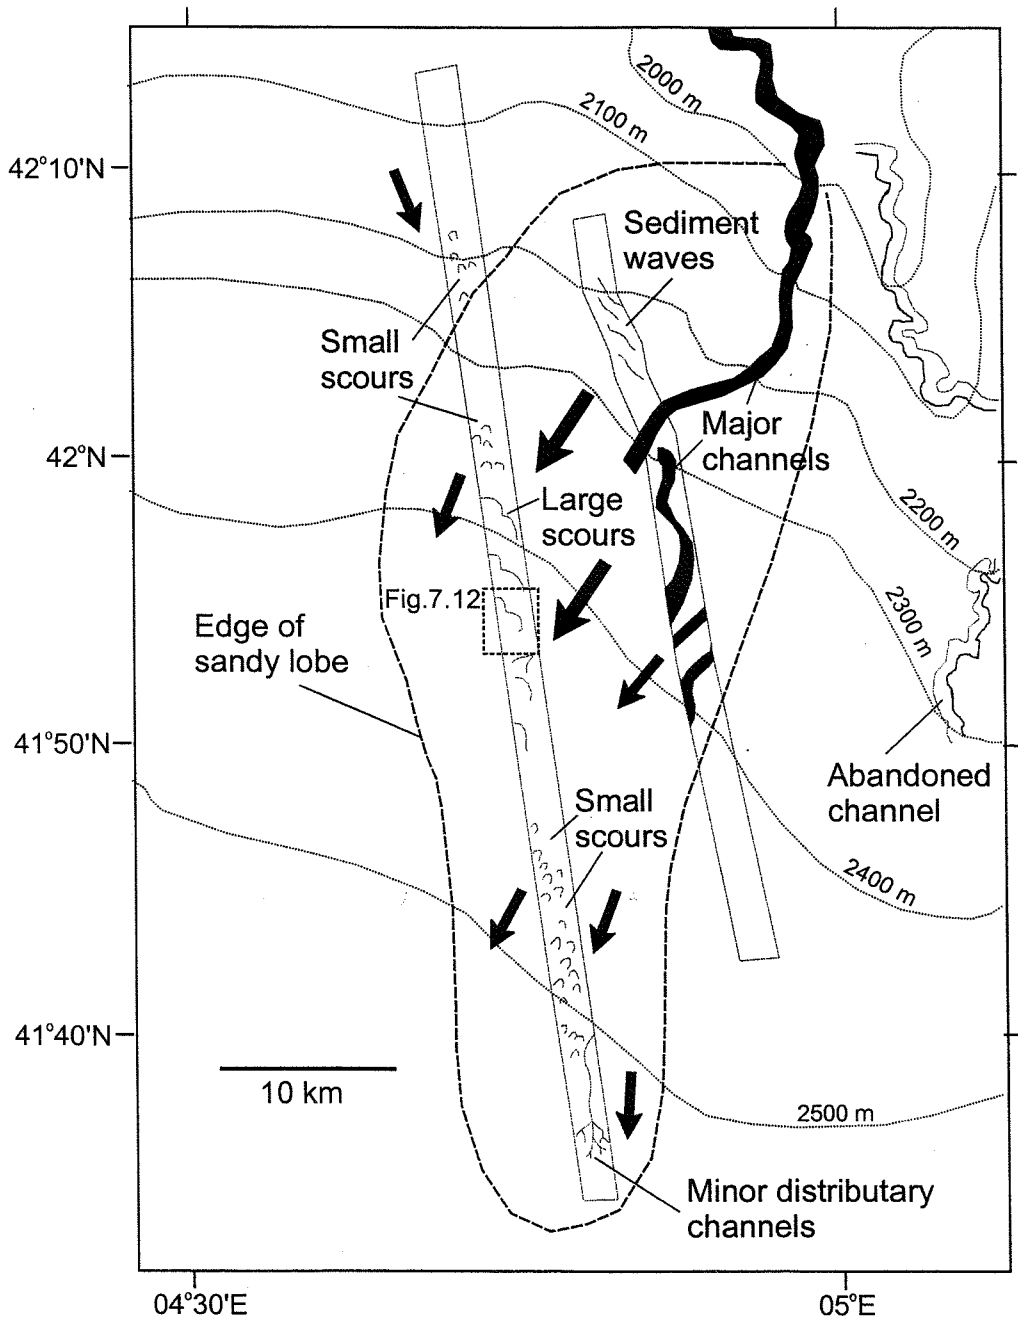 2000 m
2100 m
42°10'N
Sediment
waves
Small
scours
Major
channels
42°N
Large
scours
2200 m
Fig.7.12
2300 m
Edge of
sandy lobe
41°50'N
Abandoned
channel
Small
scours
2400 m
41°40'N
10 km
2500 m
Minor distributary
channels
04°30'E
05°E